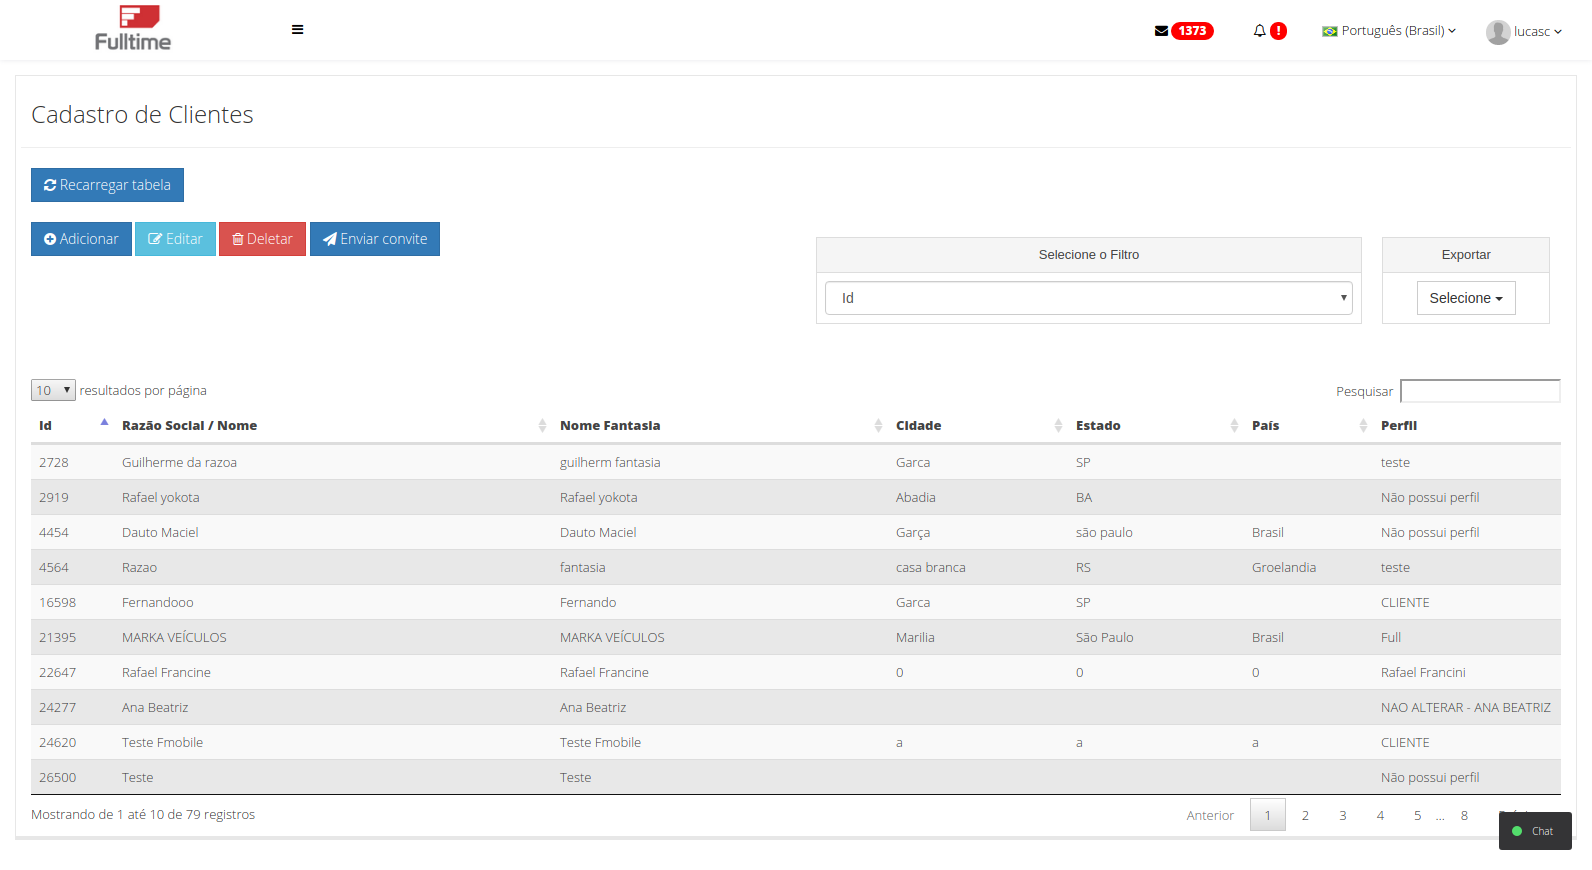 Fulltime
1373 ! Português (Brasil) lucasc
Cadastro de Clientes
Recarregar tabela
Adicionar Editar Deletar Enviar convite
Selecione o Filtro Exportar
Id Selecione
10 resultados por página Pesquisar
Id Razão Social / Nome Nome Fantasia Cidade Estado País Perfil
2728 Guilherme da razoa guilherm fantasia Garca SP teste
2919 Rafael yokota Rafael yokota Abadia BA Não possui perfil
4454 Dauto Maciel Dauto Maciel Garça são paulo Brasil Não possui perfil
4564 Razao fantasia casa branca RS Groelandia teste
16598 Fernandooo Fernando Garca SP CLIENTE
21395 MARKA VEÍCULOS MARKA VEÍCULOS Marilia São Paulo Brasil Full
22647 Rafael Francine Rafael Francine 0 0 0 Rafael Francini
24277 Ana Beatriz Ana Beatriz NAO ALTERAR - ANA BEATRIZ
24620 Teste Fmobile Teste Fmobile a a a CLIENTE
26500 Teste Teste Não possui perfil
Mostrando de 1 até 10 de 79 registros Anterior 1 2 3 4 5 ... 8
Chat